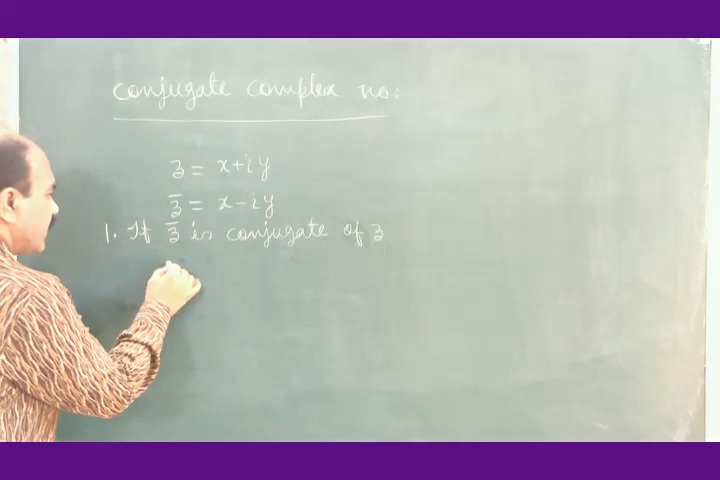 conjugate complex no:
z = x+iy
z̄ = x-iy
1. If z̄ is conjugate of z